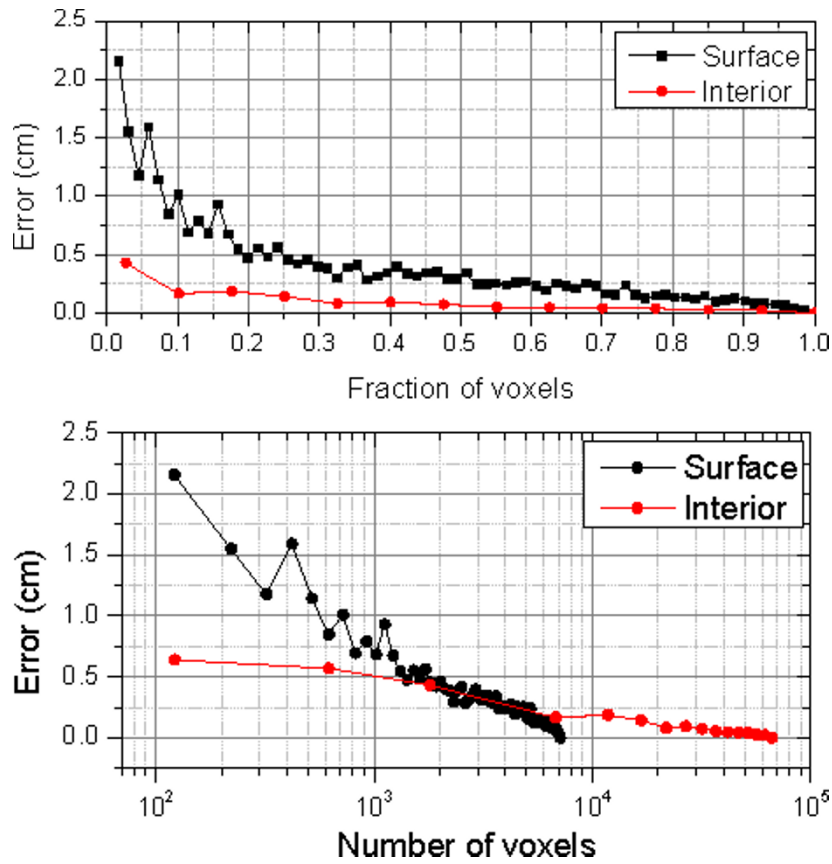 2.5
2.0
1.5
1.0
0.5
0.0
Error (cm)
Surface
Interior
0.0 0.1 0.2 0.3 0.4 0.5 0.6 0.7 0.8 0.9 1.0
Fraction of voxels
2.5
2.0
1.5
1.0
0.5
0.0
Error (cm)
Surface
Interior
10² 10³ 10⁴ 10⁵
Number of voxels